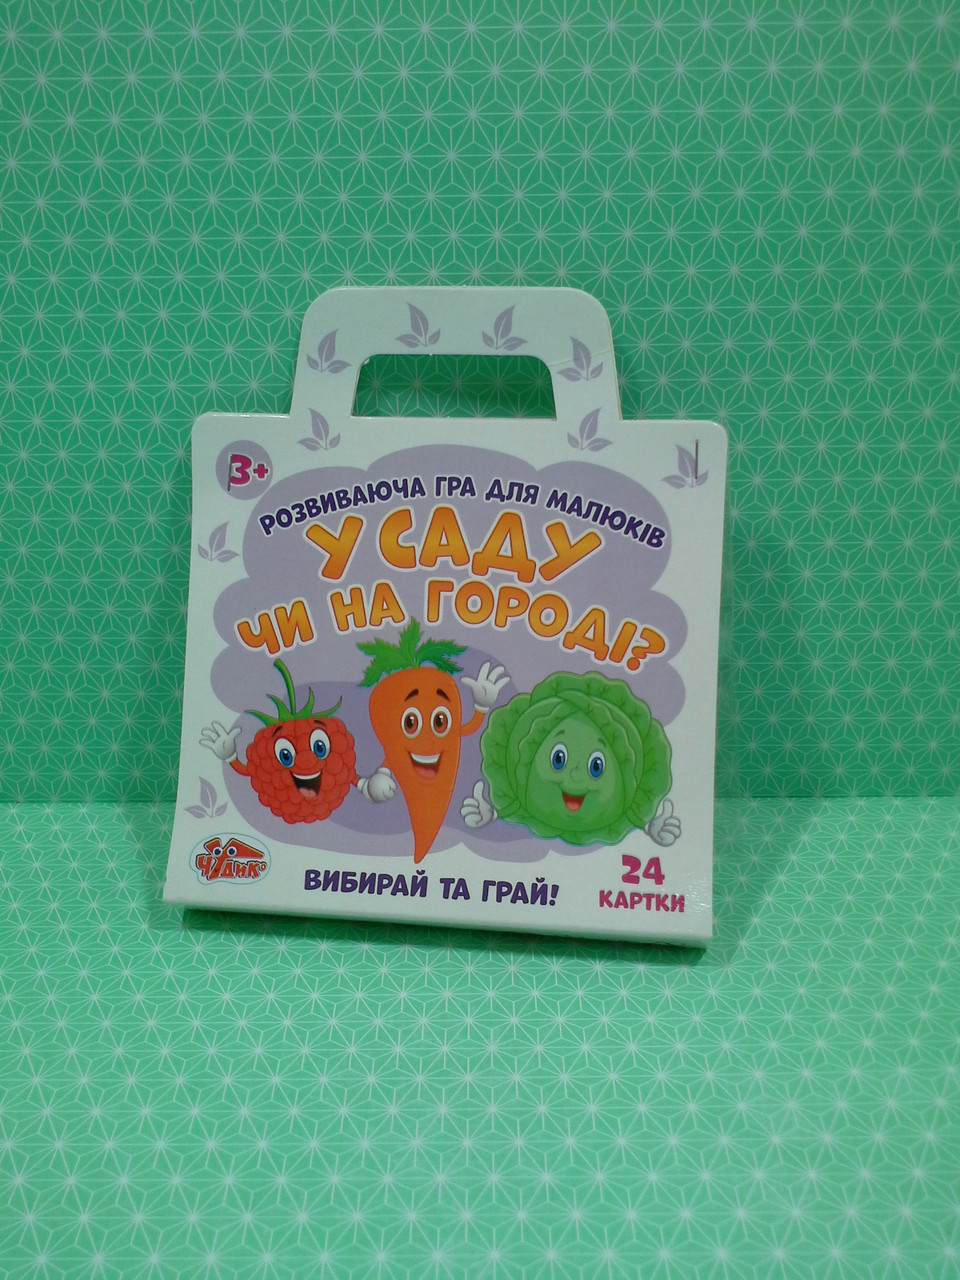 3+
РОЗВИВАЮЧА ГРА ДЛЯ МАЛЮКІВ
У САДУ
ЧИ НА ГОРОДІ?
ЧУДИК
ВИБИРАЙ ТА ГРАЙ!
24
КАРТКИ